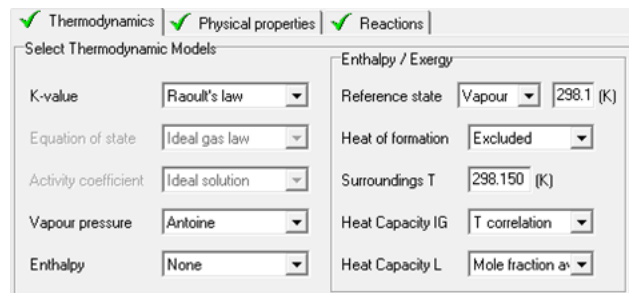 Thermodynamics Physical properties Reactions
Select Thermodynamic Models
K-value Raoult's law
Equation of state Ideal gas law
Activity coefficient Ideal solution
Vapour pressure Antoine
Enthalpy None
Enthalpy / Exergy
Reference state Vapour 298.1 (K)
Heat of formation Excluded
Surroundings T 298.150 (K)
Heat Capacity IG T correlation
Heat Capacity L Mole fraction a